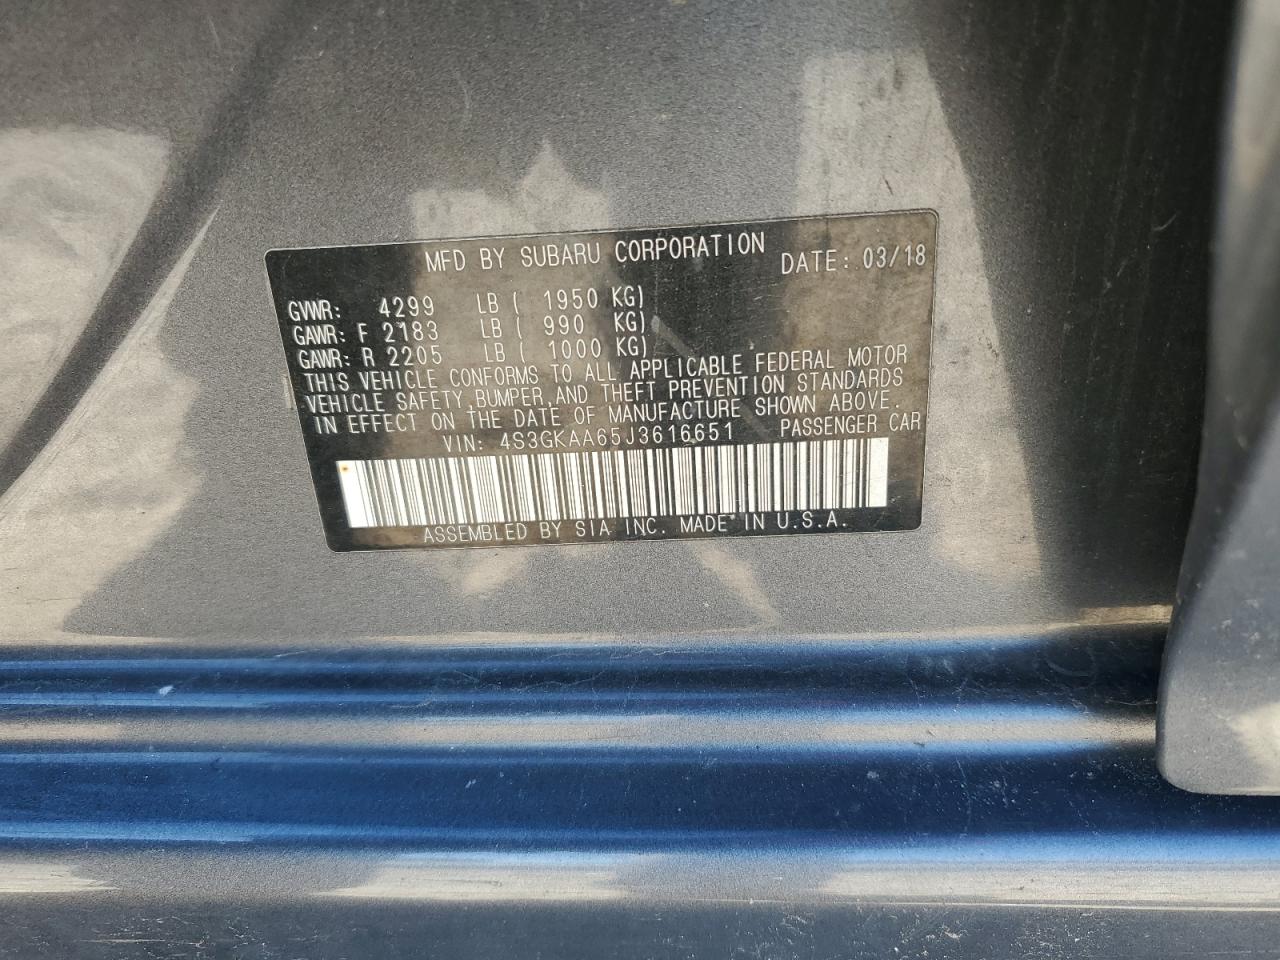 MFD BY SUBARU CORPORATION DATE: 03/18
GVWR: 4299 LB ( 1950 KG)
GAWR: F 2183 LB ( 990 KG)
GAWR: R 2205 LB ( 1000 KG)
THIS VEHICLE CONFORMS TO ALL APPLICABLE FEDERAL MOTOR
VEHICLE SAFETY,BUMPER,AND THEFT PREVENTION STANDARDS
IN EFFECT ON THE DATE OF MANUFACTURE SHOWN ABOVE.
VIN: 4S3GKAA65J3616651 PASSENGER CAR
ASSEMBLED BY SIA INC. MADE IN U.S.A.